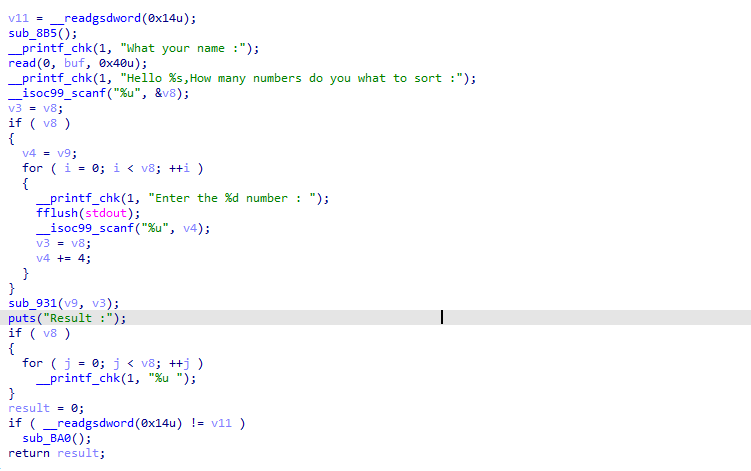 v11 = __readgsdword(0x14u);
sub_8B5();
__printf_chk(1, "What your name :");
read(0, buf, 0x40u);
__printf_chk(1, "Hello %s,How many numbers do you what to sort :");
__isoc99_scanf("%u", &v8);
v3 = v8;
if ( v8 )
{
v4 = v9;
for ( i = 0; i < v8; ++i )
{
__printf_chk(1, "Enter the %d number : ");
fflush(stdout);
__isoc99_scanf("%u", v4);
v3 = v8;
v4 += 4;
}
}
sub_931(v9, v3);
puts("Result :");
if ( v8 )
{
for ( j = 0; j < v8; ++j )
__printf_chk(1, "%u ");
}
result = 0;
if ( __readgsdword(0x14u) != v11 )
sub_BA0();
return result;